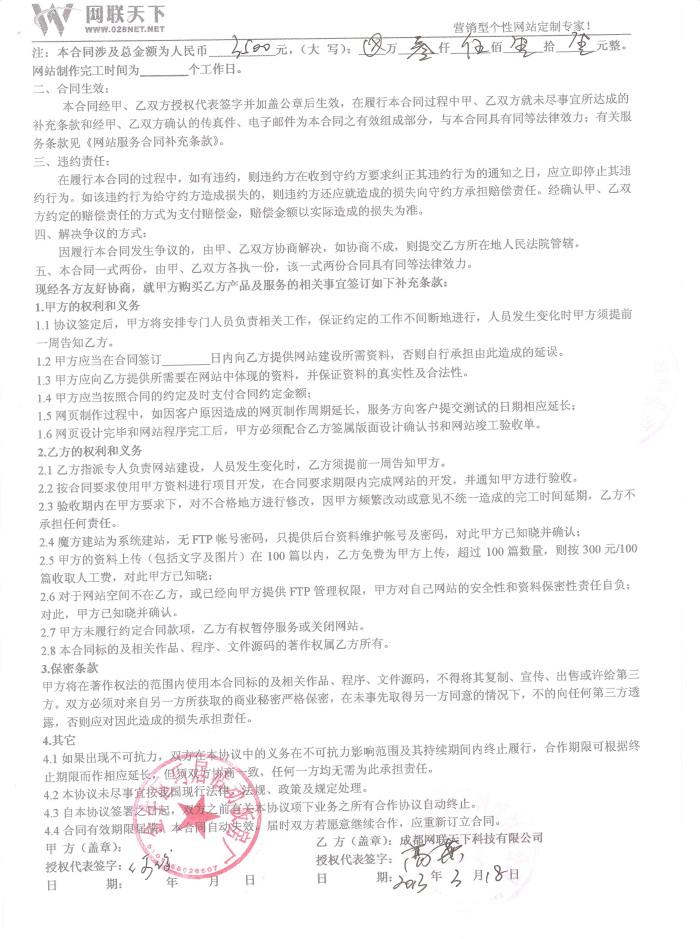 网联天下
WWW.028NET.NET
营销型个性网站定制专家！
注：本合同涉及总金额为人民币 3500 元，（大 写）： 万 叁 仟 伍 佰 零 拾 零 元整。
网站制作完工时间为________个工作日。
二、合同生效：
本合同经甲、乙双方授权代表签字并加盖公章后生效，在履行本合同过程中甲、乙双方就未尽事宜所达成的
补充条款和经甲、乙双方确认的传真件、电子邮件为本合同之有效组成部分，与本合同具有同等法律效力；有关服
务条款见《网站服务合同补充条款》。
三、违约责任：
在履行本合同的过程中，如有违约，则违约方在收到守约方要求纠正其违约行为的通知之日，应立即停止其违
约行为。如该违约行为给守约方造成损失的，则违约方还应就造成的损失向守约方承担赔偿责任。经确认甲、乙双
方约定的赔偿责任的方式为支付赔偿金，赔偿金额以实际造成的损失为准。
四、解决争议的方式：
因履行本合同发生争议的，由甲、乙双方协商解决，如协商不成，则提交乙方所在地人民法院管辖。
五、本合同一式两份，由甲、乙双方各执一份，该一式两份合同具有同等法律效力。
现经各方友好协商，就甲方购买乙方产品及服务的相关事宜签订如下补充条款：
1.甲方的权利和义务
1.1 协议签定后，甲方将安排专门人员负责相关工作，保证约定的工作不间断地进行，人员发生变化时甲方须提前
一周告知乙方。
1.2 甲方应当在合同签订________日内向乙方提供网站建设所需资料，否则自行承担由此造成的延误。
1.3 甲方应向乙方提供所需要在网站中体现的资料，并保证资料的真实性及合法性。
1.4 甲方应当按照合同的约定及时支付合同约定金额；
1.5 网页制作过程中，如因客户原因造成的网页制作周期延长，服务方向客户提交测试的日期相应延长；
1.6 网页设计完毕和网站程序完工后，甲方必须配合乙方签属版面设计确认书和网站竣工验收单。
2.乙方的权利和义务
2.1 乙方指派专人负责网站建设，人员发生变化时，乙方须提前一周告知甲方。
2.2 按合同要求使用甲方资料进行项目开发，在合同要求期限内完成网站的开发，并通知甲方进行验收。
2.3 验收期内在甲方要求下，对不合格地方进行修改，因甲方频繁改动或意见不统一造成的完工时间延期，乙方不
承担任何责任。
2.4 魔方建站为系统建站，无 FTP 帐号密码，只提供后台资料维护帐号及密码，对此甲方已知晓并确认；
2.5 甲方的资料上传（包括文字及图片）在 100 篇以内，乙方免费为甲方上传，超过 100 篇数量，则按 300 元/100
篇收取人工费，对此甲方已知晓；
2.6 对于网站空间不在乙方，或已经向甲方提供 FTP 管理权限，甲方对自己网站的安全性和资料保密性责任自负；
对此，甲方已知晓并确认。
2.7 甲方未履行约定合同款项，乙方有权暂停服务或关闭网站。
2.8 本合同标的及相关作品、程序、文件源码的著作权属乙方所有。
3.保密条款
甲方将在著作权法的范围内使用本合同标的及相关作品、程序、文件源码，不得将其复制、宣传、出售或许给第三
方。双方必须对来自另一方所获取的商业秘密严格保密，在未事先取得另一方同意的情况下，不的向任何第三方透
露，否则应对因此造成的损失承担责任。
4.其它
4.1 如果出现不可抗力，双方在本协议中的义务在不可抗力影响范围及其持续期间内终止履行，合作期限可根据终
止期限而作相应延长，但须双方协商一致，任何一方均无需为此承担责任。
4.2 本协议未尽事宜按我国现行法律、法规、政策及规定处理。
4.3 自本协议签署之日起，双方之前有关本协议项下业务之所有合作协议自动终止。
4.4 合同有效期限届满，本合同自动失效。届时双方若愿意继续合作，应重新订立合同。
甲 方（盖章）：
乙 方（盖章）：成都网联天下科技有限公司
授权代表签字：
授权代表签字：
日 期： 年 月 日
日 期：2013 年 3 月 18 日